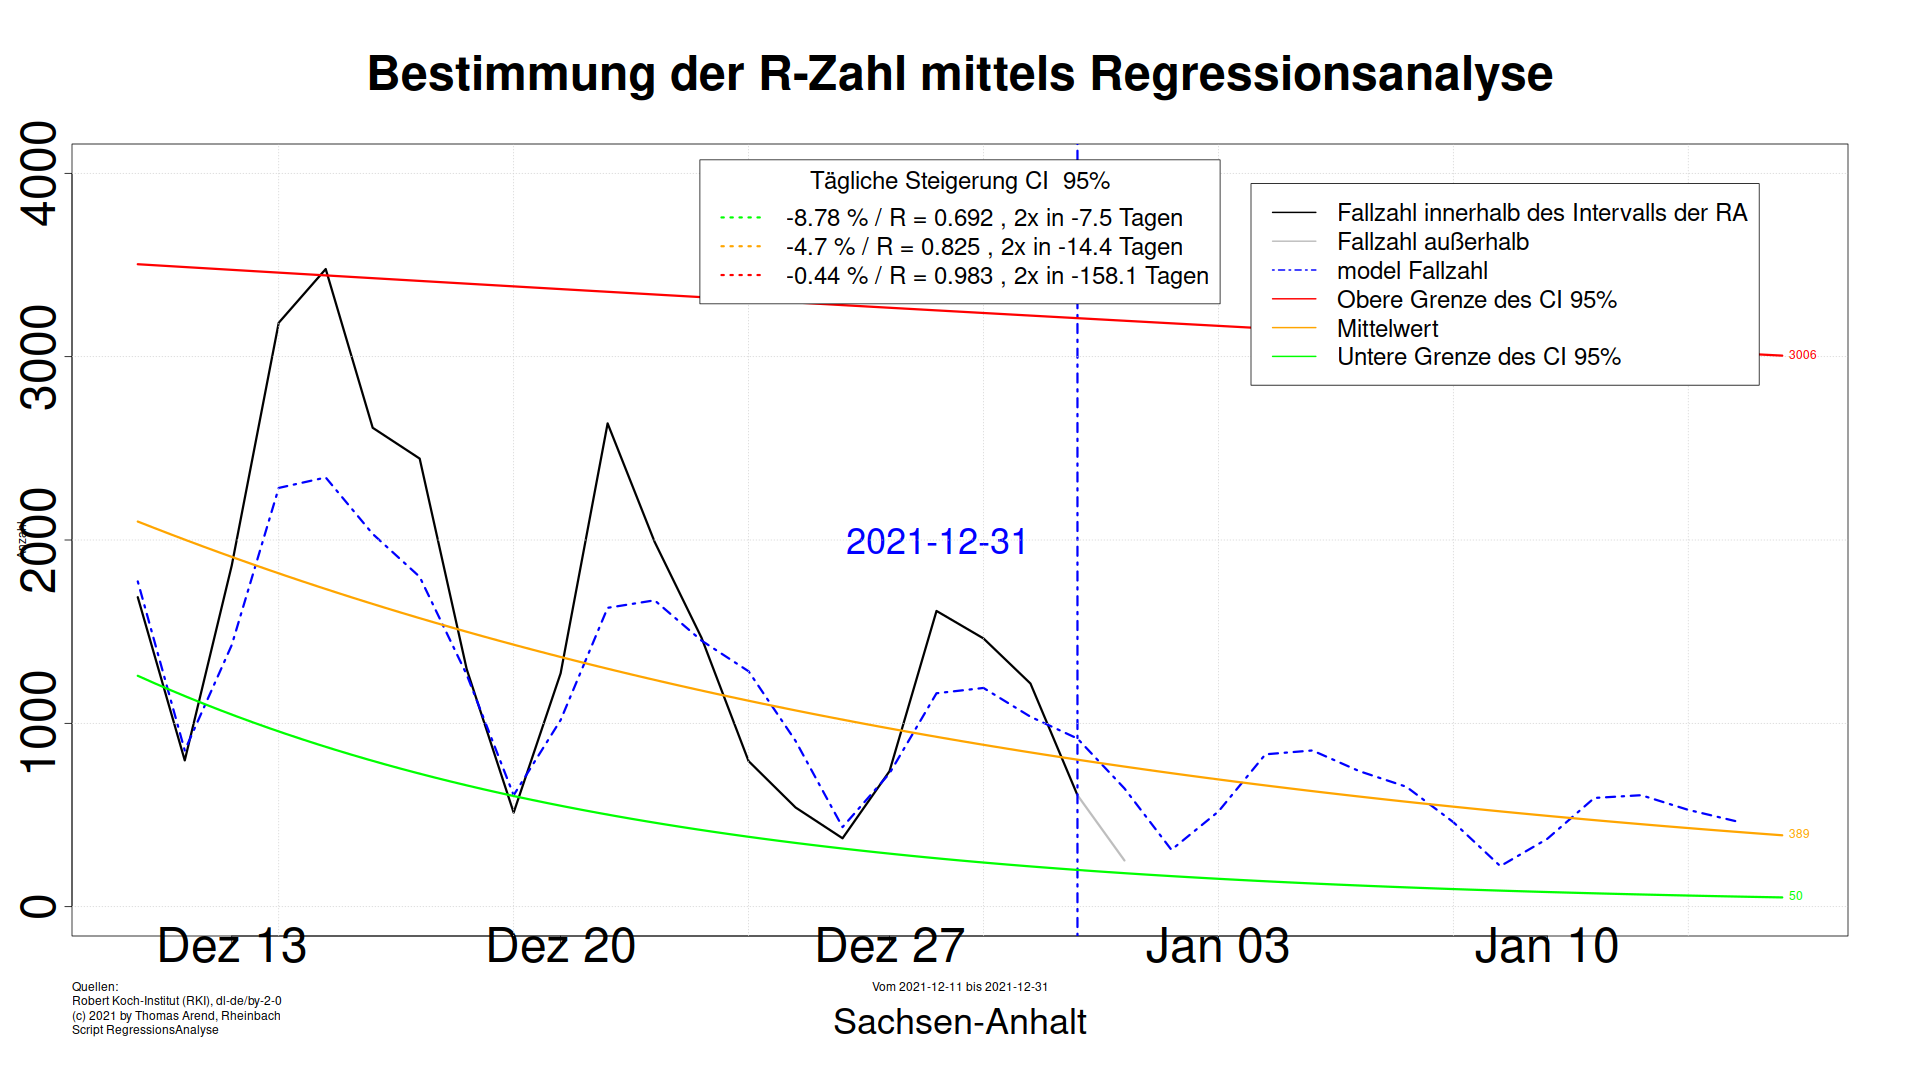 Bestimmung der R-Zahl mittels Regressionsanalyse
4000
3000
2000
1000
0
Anzahl
Tägliche Steigerung CI  95%
-8.78 % / R = 0.692 , 2x in -7.5 Tagen
-4.7 % / R = 0.825 , 2x in -14.4 Tagen
-0.44 % / R = 0.983 , 2x in -158.1 Tagen
Fallzahl innerhalb des Intervalls der RA
Fallzahl außerhalb
model Fallzahl
Obere Grenze des CI 95%
Mittelwert
Untere Grenze des CI 95%
3006
2021-12-31
389
50
Dez 13
Dez 20
Dez 27
Jan 03
Jan 10
Quellen:
Robert Koch-Institut (RKI), dl-de/by-2-0
(c) 2021 by Thomas Arend, Rheinbach
Script RegressionsAnalyse
Vom 2021-12-11 bis 2021-12-31
Sachsen-Anhalt